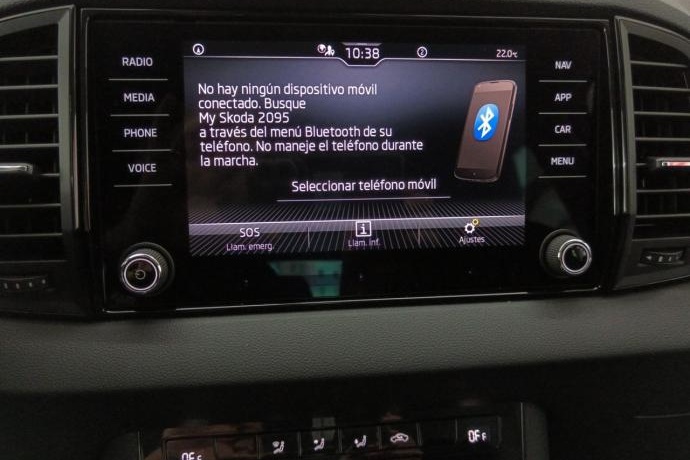 10:38
22.0°C
RADIO
MEDIA
PHONE
VOICE
NAV
APP
CAR
MENU
No hay ningún dispositivo móvil
conectado. Busque
My Skoda 2095
a través del menú Bluetooth de su
teléfono. No maneje el teléfono durante
la marcha.
Seleccionar teléfono móvil
SOS
Llam. emerg.
i
Llam. inf.
Ajustes
OFF
OFF